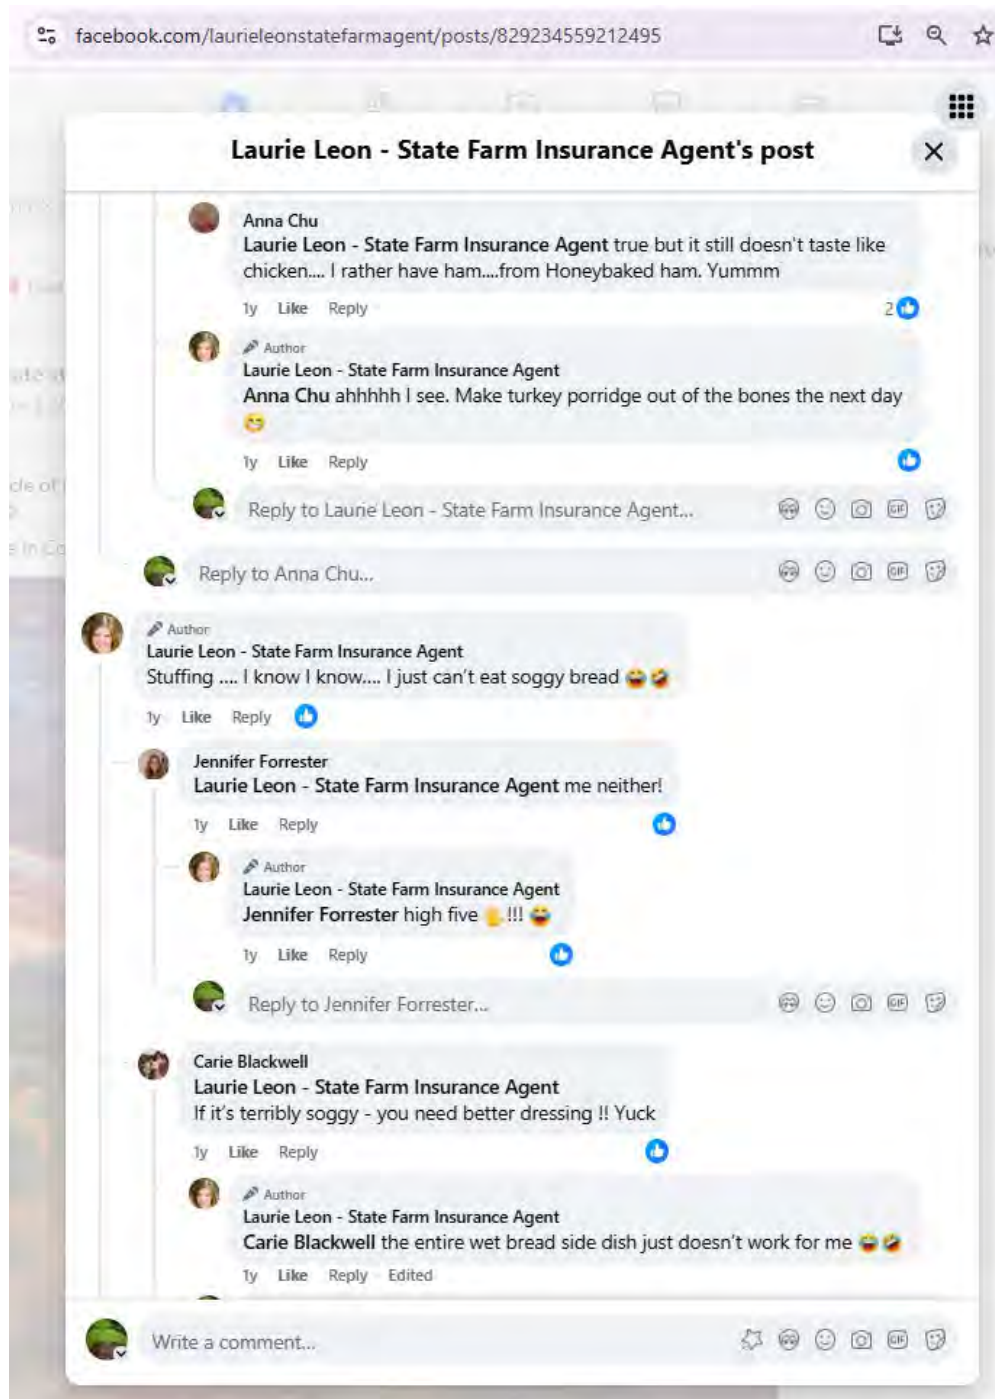 facebook.com/laurieleonstatefarmagent/posts/829234559212495
Laurie Leon - State Farm Insurance Agent's post
Anna Chu
Laurie Leon - State Farm Insurance Agent true but it still doesn't taste like
chicken.... I rather have ham....from Honeybaked ham. Yummm
1y Like Reply 2
Author
Laurie Leon - State Farm Insurance Agent
Anna Chu ahhhhh I see. Make turkey porridge out of the bones the next day
😁
1y Like Reply
Reply to Laurie Leon - State Farm Insurance Agent...
GIF
Reply to Anna Chu...
GIF
Author
Laurie Leon - State Farm Insurance Agent
Stuffing .... I know I know.... I just can't eat soggy bread 😂🤣
1y Like Reply
Jennifer Forrester
Laurie Leon - State Farm Insurance Agent me neither!
1y Like Reply
Author
Laurie Leon - State Farm Insurance Agent
Jennifer Forrester high five 🖐️!!! 😂
1y Like Reply
Reply to Jennifer Forrester...
GIF
Carie Blackwell
Laurie Leon - State Farm Insurance Agent
If it's terribly soggy - you need better dressing !! Yuck
1y Like Reply
Author
Laurie Leon - State Farm Insurance Agent
Carie Blackwell the entire wet bread side dish just doesn't work for me 😂🤣
1y Like Reply Edited
Write a comment...
GIF